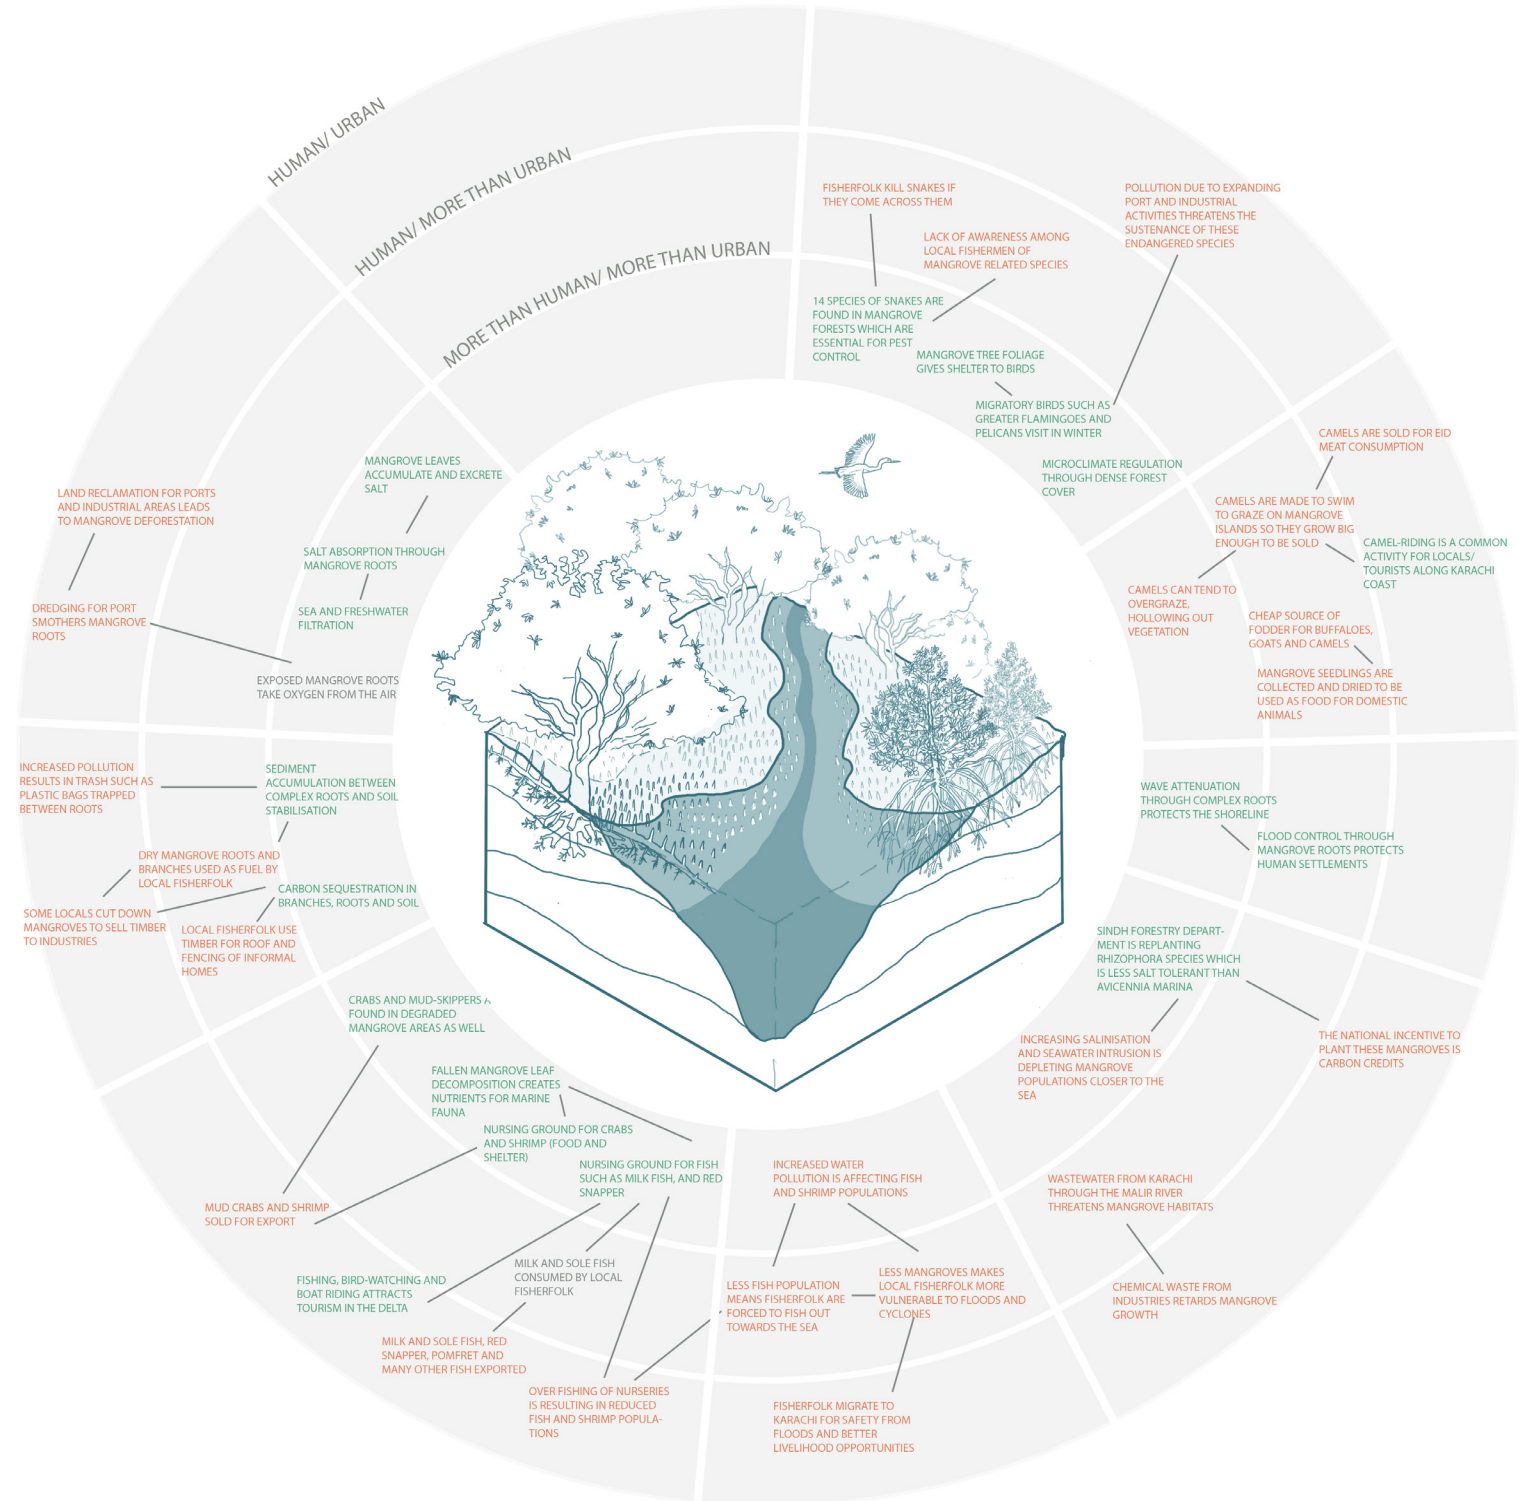 HUMAN/ URBAN
HUMAN/ MORE THAN URBAN
MORE THAN HUMAN/ MORE THAN URBAN
FISHERFOLK KILL SNAKES IF
THEY COME ACROSS THEM
LACK OF AWARENESS AMONG
LOCAL FISHERMEN OF
MANGROVE RELATED SPECIES
POLLUTION DUE TO EXPANDING
PORT AND INDUSTRIAL
ACTIVITIES THREATENS THE
SUSTENANCE OF THESE
ENDANGERED SPECIES
14 SPECIES OF SNAKES ARE
FOUND IN MANGROVE
FORESTS WHICH ARE
ESSENTIAL FOR PEST
CONTROL
MANGROVE TREE FOLIAGE
GIVES SHELTER TO BIRDS
MIGRATORY BIRDS SUCH AS
GREATER FLAMINGOES AND
PELICANS VISIT IN WINTER
MICROCLIMATE REGULATION
THROUGH DENSE FOREST
COVER
CAMELS ARE SOLD FOR EID
MEAT CONSUMPTION
CAMELS ARE MADE TO SWIM
TO GRAZE ON MANGROVE
ISLANDS SO THEY GROW BIG
ENOUGH TO BE SOLD
CAMEL-RIDING IS A COMMON
ACTIVITY FOR LOCALS/
TOURISTS ALONG KARACHI
COAST
CAMELS CAN TEND TO
OVERGRAZE,
HOLLOWING OUT
VEGETATION
CHEAP SOURCE OF
FODDER FOR BUFFALOES,
GOATS AND CAMELS
MANGROVE SEEDLINGS ARE
COLLECTED AND DRIED TO BE
USED AS FOOD FOR DOMESTIC
ANIMALS
WAVE ATTENUATION
THROUGH COMPLEX ROOTS
PROTECTS THE SHORELINE
FLOOD CONTROL THROUGH
MANGROVE ROOTS PROTECTS
HUMAN SETTLEMENTS
SINDH FORESTRY DEPART-
MENT IS REPLANTING
RHIZOPHORA SPECIES WHICH
IS LESS SALT TOLERANT THAN
AVICENNIA MARINA
INCREASING SALINISATION
AND SEAWATER INTRUSION IS
DEPLETING MANGROVE
POPULATIONS CLOSER TO THE
SEA
THE NATIONAL INCENTIVE TO
PLANT THESE MANGROVES IS
CARBON CREDITS
WASTEWATER FROM KARACHI
THROUGH THE MALIR RIVER
THREATENS MANGROVE HABITATS
CHEMICAL WASTE FROM
INDUSTRIES RETARDS MANGROVE
GROWTH
INCREASED WATER
POLLUTION IS AFFECTING FISH
AND SHRIMP POPULATIONS
LESS FISH POPULATION
MEANS FISHERFOLK ARE
FORCED TO FISH OUT
TOWARDS THE SEA
LESS MANGROVES MAKES
LOCAL FISHERFOLK MORE
VULNERABLE TO FLOODS AND
CYCLONES
FISHERFOLK MIGRATE TO
KARACHI FOR SAFETY FROM
FLOODS AND BETTER
LIVELIHOOD OPPORTUNITIES
CRABS AND MUD-SKIPPERS
FOUND IN DEGRADED
MANGROVE AREAS AS WELL
FALLEN MANGROVE LEAF
DECOMPOSITION CREATES
NUTRIENTS FOR MARINE
FAUNA
NURSING GROUND FOR CRABS
AND SHRIMP (FOOD AND
SHELTER)
NURSING GROUND FOR FISH
SUCH AS MILK FISH, AND RED
SNAPPER
MUD CRABS AND SHRIMP
SOLD FOR EXPORT
FISHING, BIRD-WATCHING AND
BOAT RIDING ATTRACTS
TOURISM IN THE DELTA
MILK AND SOLE FISH
CONSUMED BY LOCAL
FISHERFOLK
MILK AND SOLE FISH, RED
SNAPPER, POMFRET AND
MANY OTHER FISH EXPORTED
OVER FISHING OF NURSERIES
IS RESULTING IN REDUCED
FISH AND SHRIMP POPULA-
TIONS
INCREASED POLLUTION
RESULTS IN TRASH SUCH AS
PLASTIC BAGS TRAPPED
BETWEEN ROOTS
SEDIMENT
ACCUMULATION BETWEEN
COMPLEX ROOTS AND SOIL
STABILISATION
DRY MANGROVE ROOTS AND
BRANCHES USED AS FUEL BY
LOCAL FISHERFOLK
CARBON SEQUESTRATION IN
BRANCHES, ROOTS AND SOIL
SOME LOCALS CUT DOWN
MANGROVES TO SELL TIMBER
TO INDUSTRIES
LOCAL FISHERFOLK USE
TIMBER FOR ROOF AND
FENCING OF INFORMAL
HOMES
MANGROVE LEAVES
ACCUMULATE AND EXCRETE
SALT
LAND RECLAMATION FOR PORTS
AND INDUSTRIAL AREAS LEADS
TO MANGROVE DEFORESTATION
SALT ABSORPTION THROUGH
MANGROVE ROOTS
SEA AND FRESHWATER
FILTRATION
DREDGING FOR PORT
SMOTHERS MANGROVE
ROOTS
EXPOSED MANGROVE ROOTS
TAKE OXYGEN FROM THE AIR